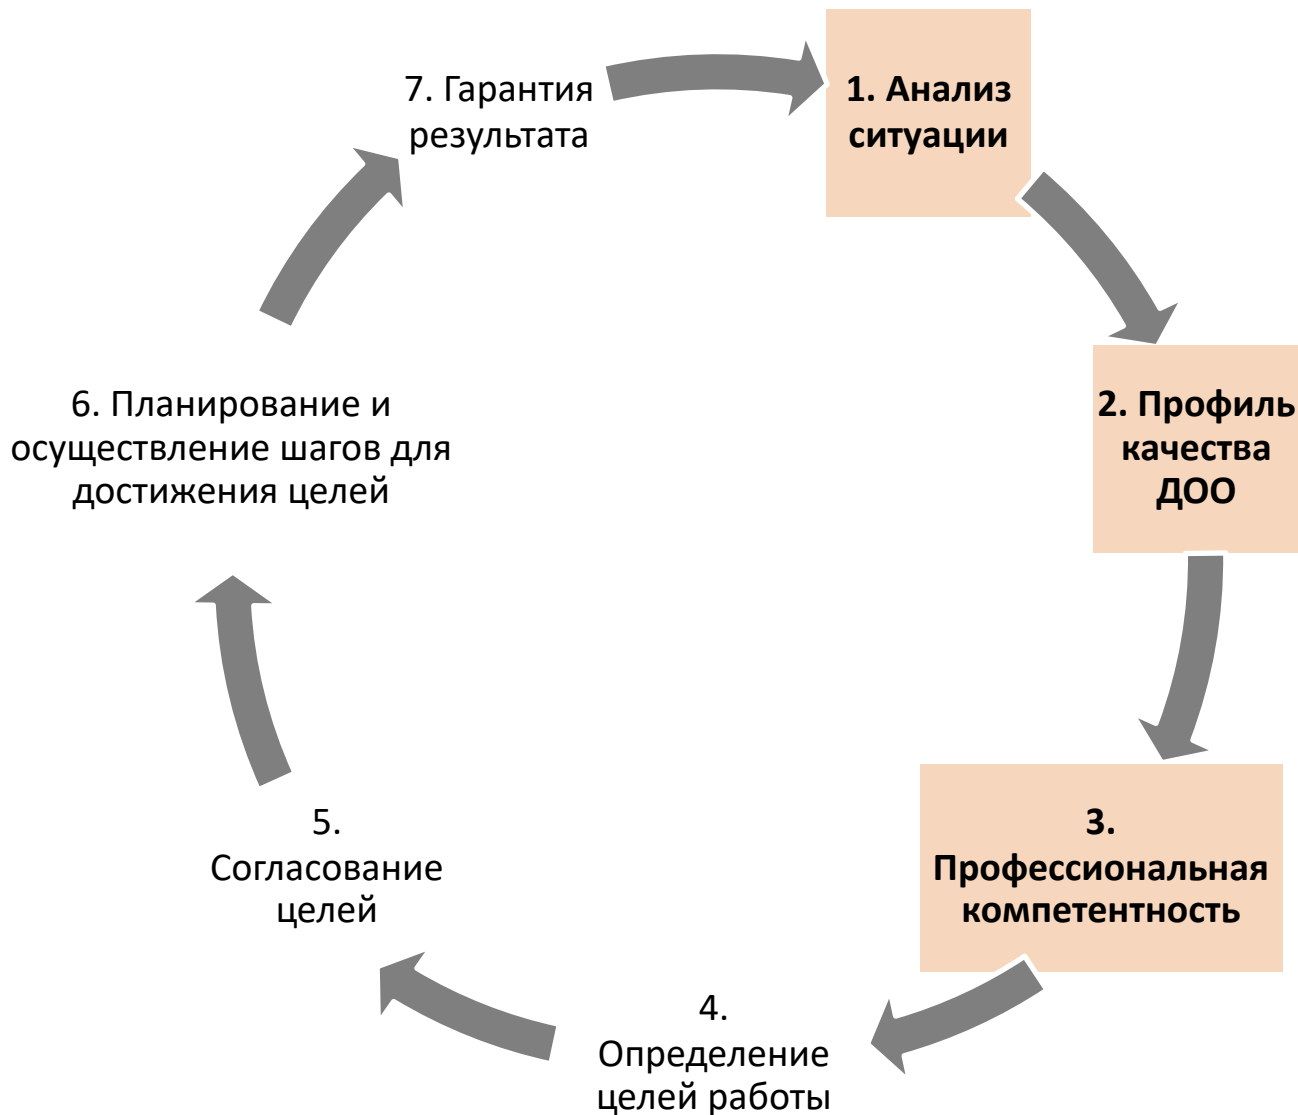 1. Анализ
ситуации
2. Профиль
качества
ДОО
3.
Профессиональная
компетентность
4.
Определение
целей работы
5.
Согласование
целей
6. Планирование и
осуществление шагов для
достижения целей
7. Гарантия
результата